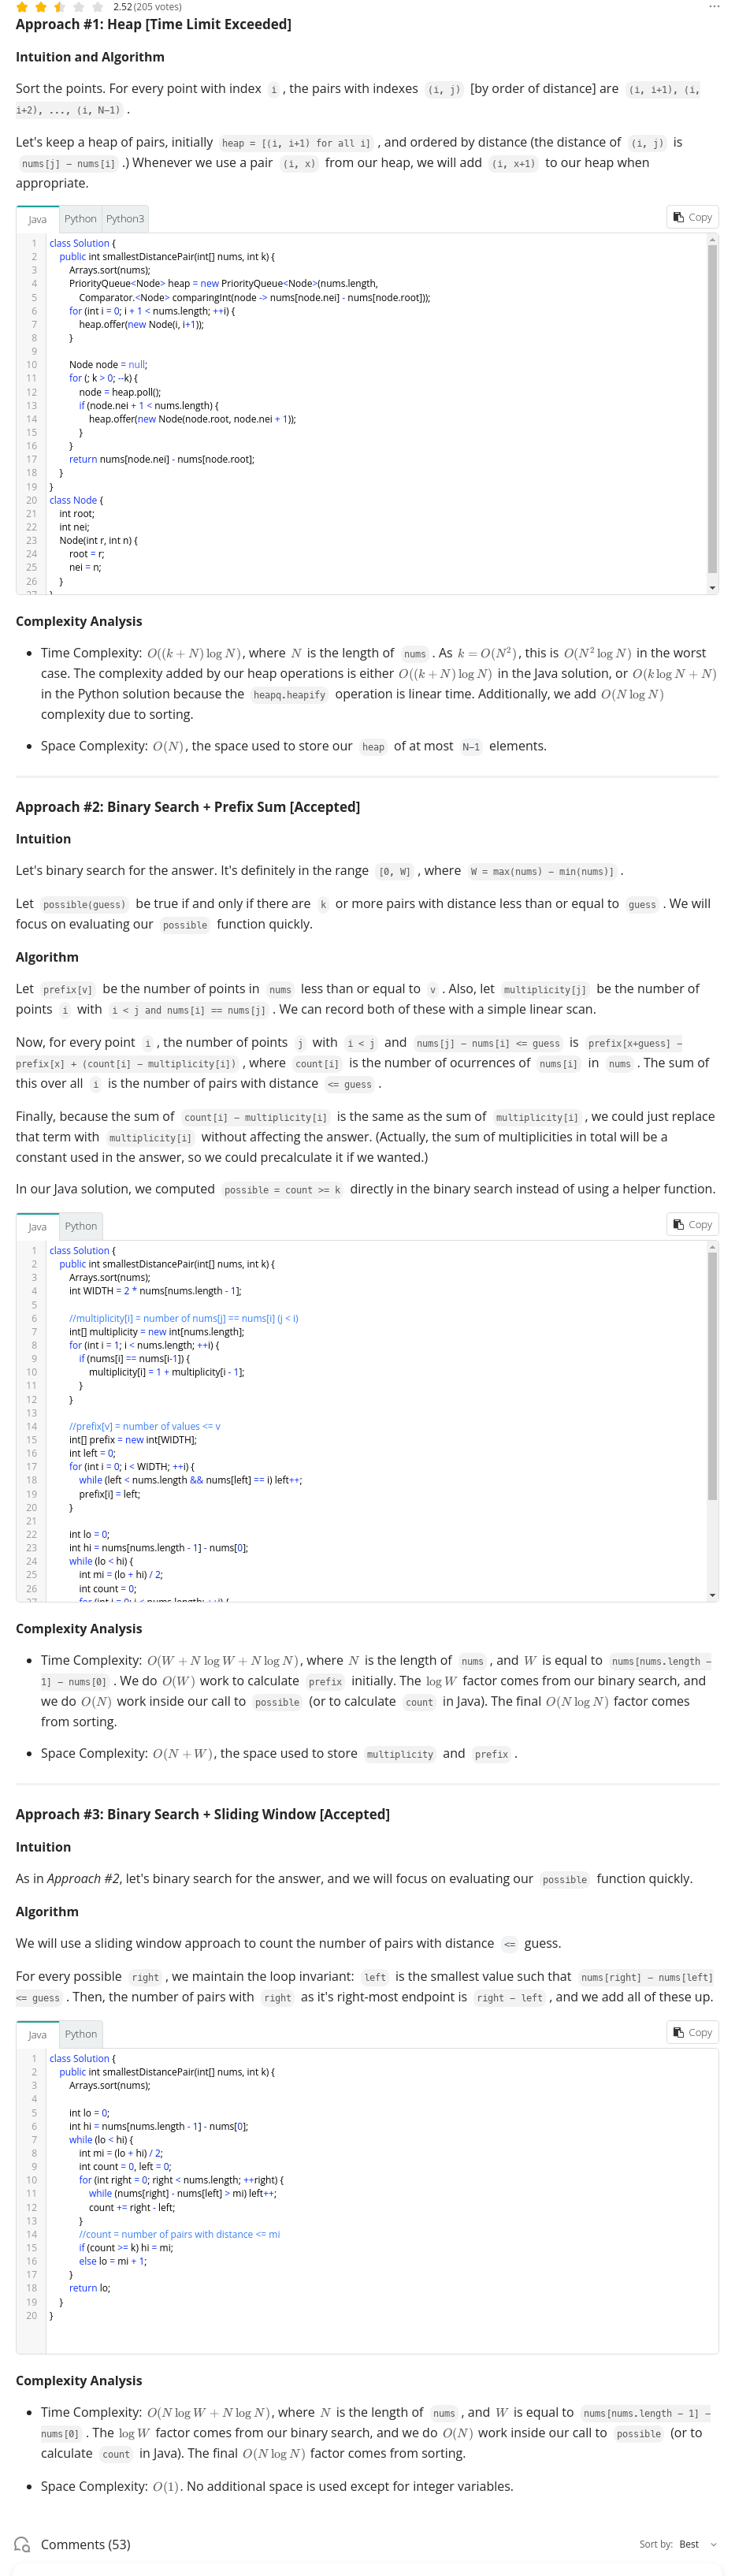 2.52 (205 votes)
Approach #1: Heap [Time Limit Exceeded]
Intuition and Algorithm
Sort the points. For every point with index i , the pairs with indexes (i, j) [by order of distance] are (i, i+1), (i,
i+2), ..., (i, N-1) .
Let's keep a heap of pairs, initially heap = [(i, i+1) for all i] , and ordered by distance (the distance of (i, j) is
nums[j] - nums[i] .) Whenever we use a pair (i, x) from our heap, we will add (i, x+1) to our heap when
appropriate.
Java Python Python3 Copy
1 class Solution {
2 public int smallestDistancePair(int[] nums, int k) {
3 Arrays.sort(nums);
4 PriorityQueue<Node> heap = new PriorityQueue<Node>(nums.length,
5 Comparator.<Node> comparingInt(node -> nums[node.nei] - nums[node.root]));
6 for (int i = 0; i + 1 < nums.length; ++i) {
7 heap.offer(new Node(i, i+1));
8 }
9
10 Node node = null;
11 for (; k > 0; --k) {
12 node = heap.poll();
13 if (node.nei + 1 < nums.length) {
14 heap.offer(new Node(node.root, node.nei + 1));
15 }
16 }
17 return nums[node.nei] - nums[node.root];
18 }
19 }
20 class Node {
21 int root;
22 int nei;
23 Node(int r, int n) {
24 root = r;
25 nei = n;
26 }
27 }
Complexity Analysis
• Time Complexity: O((k + N) log N), where N is the length of nums . As k = O(N²), this is O(N² log N) in the worst
case. The complexity added by our heap operations is either O((k + N) log N) in the Java solution, or O(k log N + N)
in the Python solution because the heapq.heapify operation is linear time. Additionally, we add O(N log N)
complexity due to sorting.
• Space Complexity: O(N), the space used to store our heap of at most N-1 elements.
Approach #2: Binary Search + Prefix Sum [Accepted]
Intuition
Let's binary search for the answer. It's definitely in the range [0, W] , where W = max(nums) - min(nums)] .
Let possible(guess) be true if and only if there are k or more pairs with distance less than or equal to guess . We will
focus on evaluating our possible function quickly.
Algorithm
Let prefix[v] be the number of points in nums less than or equal to v . Also, let multiplicity[j] be the number of
points i with i < j and nums[i] == nums[j] . We can record both of these with a simple linear scan.
Now, for every point i , the number of points j with i < j and nums[j] - nums[i] <= guess is prefix[x+guess] -
prefix[x] + (count[i] - multiplicity[i]) , where count[i] is the number of ocurrences of nums[i] in nums . The sum of
this over all i is the number of pairs with distance <= guess .
Finally, because the sum of count[i] - multiplicity[i] is the same as the sum of multiplicity[i] , we could just replace
that term with multiplicity[i] without affecting the answer. (Actually, the sum of multiplicities in total will be a
constant used in the answer, so we could precalculate it if we wanted.)
In our Java solution, we computed possible = count >= k directly in the binary search instead of using a helper function.
Java Python Copy
1 class Solution {
2 public int smallestDistancePair(int[] nums, int k) {
3 Arrays.sort(nums);
4 int WIDTH = 2 * nums[nums.length - 1];
5
6 //multiplicity[i] = number of nums[j] == nums[i] (j < i)
7 int[] multiplicity = new int[nums.length];
8 for (int i = 1; i < nums.length; ++i) {
9 if (nums[i] == nums[i-1]) {
10 multiplicity[i] = 1 + multiplicity[i - 1];
11 }
12 }
13
14 //prefix[v] = number of values <= v
15 int[] prefix = new int[WIDTH];
16 int left = 0;
17 for (int i = 0; i < WIDTH; ++i) {
18 while (left < nums.length && nums[left] == i) left++;
19 prefix[i] = left;
20 }
21
22 int lo = 0;
23 int hi = nums[nums.length - 1] - nums[0];
24 while (lo < hi) {
25 int mi = (lo + hi) / 2;
26 int count = 0;
27 for (int i = 0; i < nums.length; ++i) {
Complexity Analysis
• Time Complexity: O(W + N log W + N log N), where N is the length of nums , and W is equal to nums[nums.length -
1] - nums[0] . We do O(W) work to calculate prefix initially. The log W factor comes from our binary search, and
we do O(N) work inside our call to possible (or to calculate count in Java). The final O(N log N) factor comes
from sorting.
• Space Complexity: O(N + W), the space used to store multiplicity and prefix .
Approach #3: Binary Search + Sliding Window [Accepted]
Intuition
As in Approach #2, let's binary search for the answer, and we will focus on evaluating our possible function quickly.
Algorithm
We will use a sliding window approach to count the number of pairs with distance <= guess.
For every possible right , we maintain the loop invariant: left is the smallest value such that nums[right] - nums[left]
<= guess . Then, the number of pairs with right as it's right-most endpoint is right - left , and we add all of these up.
Java Python Copy
1 class Solution {
2 public int smallestDistancePair(int[] nums, int k) {
3 Arrays.sort(nums);
4
5 int lo = 0;
6 int hi = nums[nums.length - 1] - nums[0];
7 while (lo < hi) {
8 int mi = (lo + hi) / 2;
9 int count = 0, left = 0;
10 for (int right = 0; right < nums.length; ++right) {
11 while (nums[right] - nums[left] > mi) left++;
12 count += right - left;
13 }
14 //count = number of pairs with distance <= mi
15 if (count >= k) hi = mi;
16 else lo = mi + 1;
17 }
18 return lo;
19 }
20 }
Complexity Analysis
• Time Complexity: O(N log W + N log N), where N is the length of nums , and W is equal to nums[nums.length - 1] -
nums[0] . The log W factor comes from our binary search, and we do O(N) work inside our call to possible (or to
calculate count in Java). The final O(N log N) factor comes from sorting.
• Space Complexity: O(1). No additional space is used except for integer variables.
Comments (53) Sort by: Best